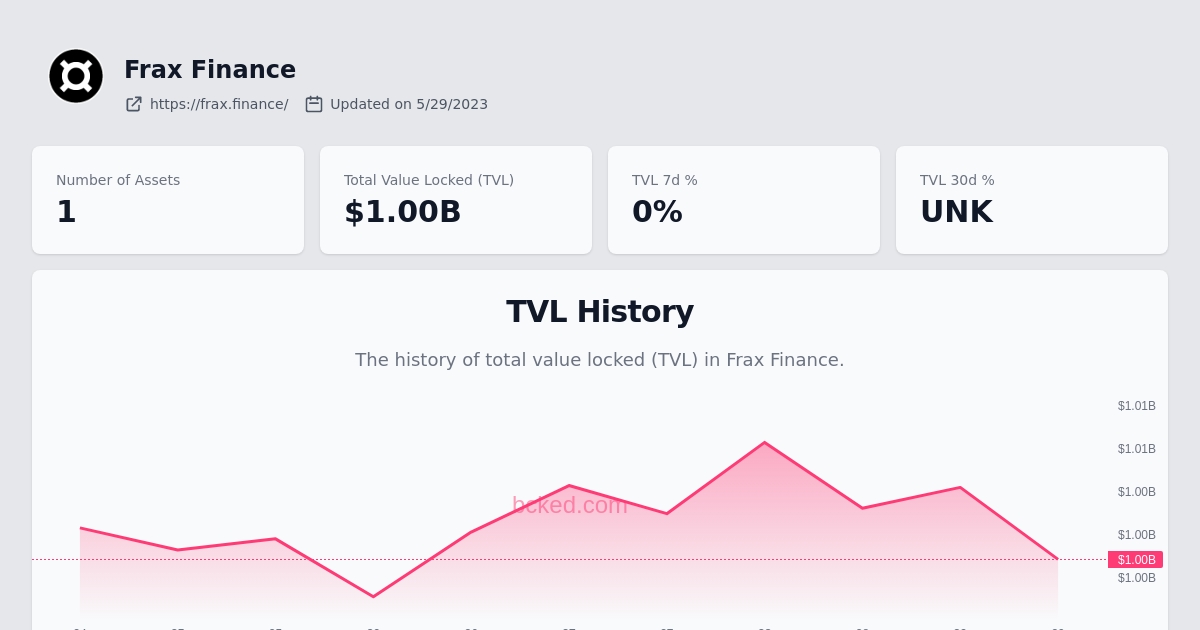 Frax Finance
https://frax.finance/ Updated on 5/29/2023
Number of Assets
1
Total Value Locked (TVL)
$1.00B
TVL 7d %
0%
TVL 30d %
UNK
TVL History
The history of total value locked (TVL) in Frax Finance.
$1.01B
$1.01B
$1.00B
bcked.com
$1.00B
$1.00B
$1.00B